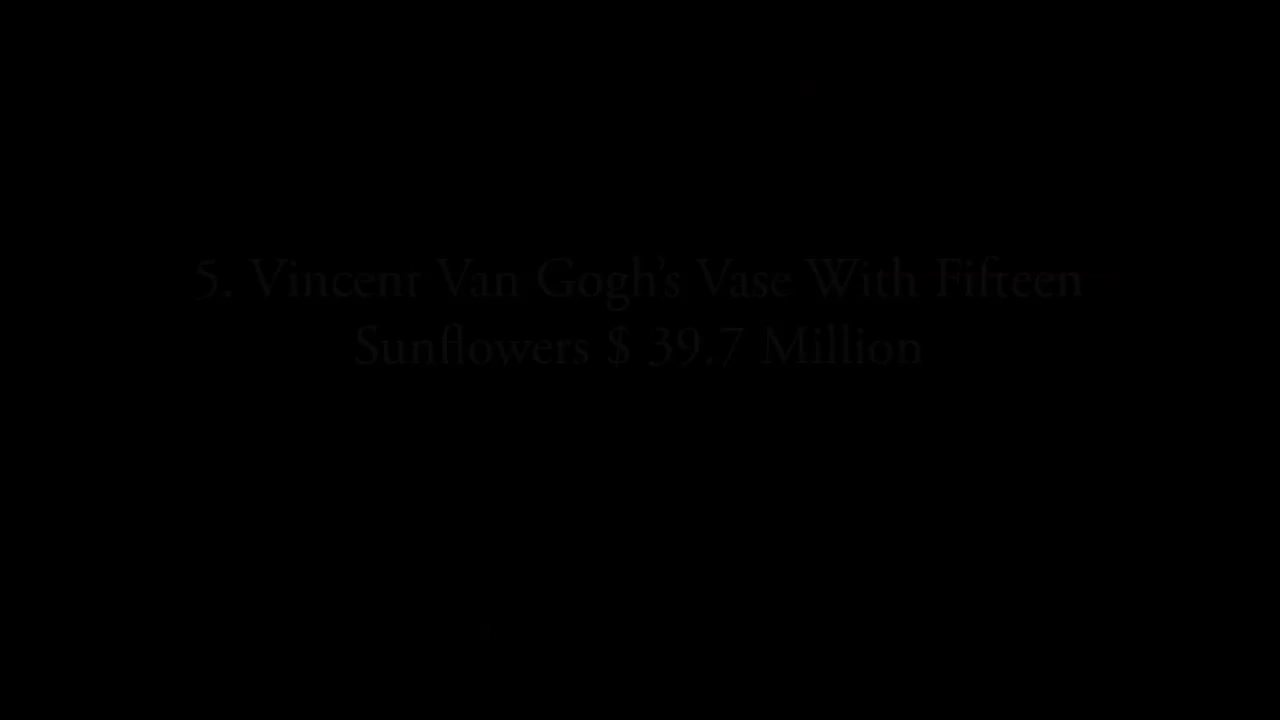 5. Vincent Van Gogh's Vase With Fifteen
Sunflowers $ 39.7 Million